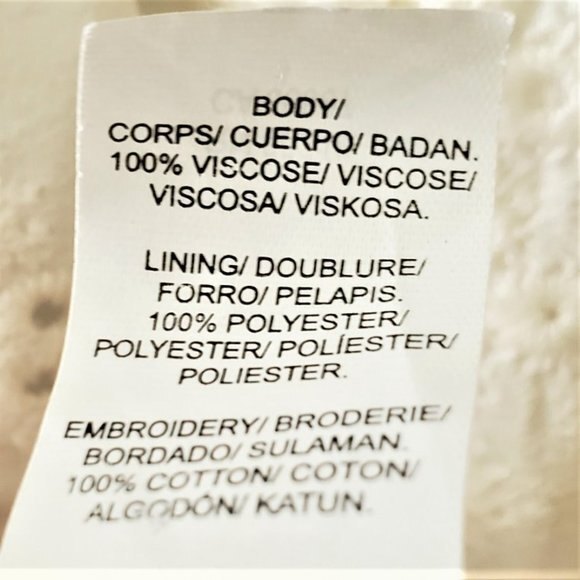 BODY/
CORPS/ CUERPO/ BADAN.
100% VISCOSE/ VISCOSE/
VISCOSA/ VISKOSA.
LINING/ DOUBLURE/
FORRO/ PELAPIS.
100% POLYESTER/
POLYESTER/ POLÍESTER/
POLIESTER.
EMBROIDERY/ BRODERIE/
BORDADO/ SULAMAN.
100% COTTON/ COTON/
ALGODÓN/ KATUN.